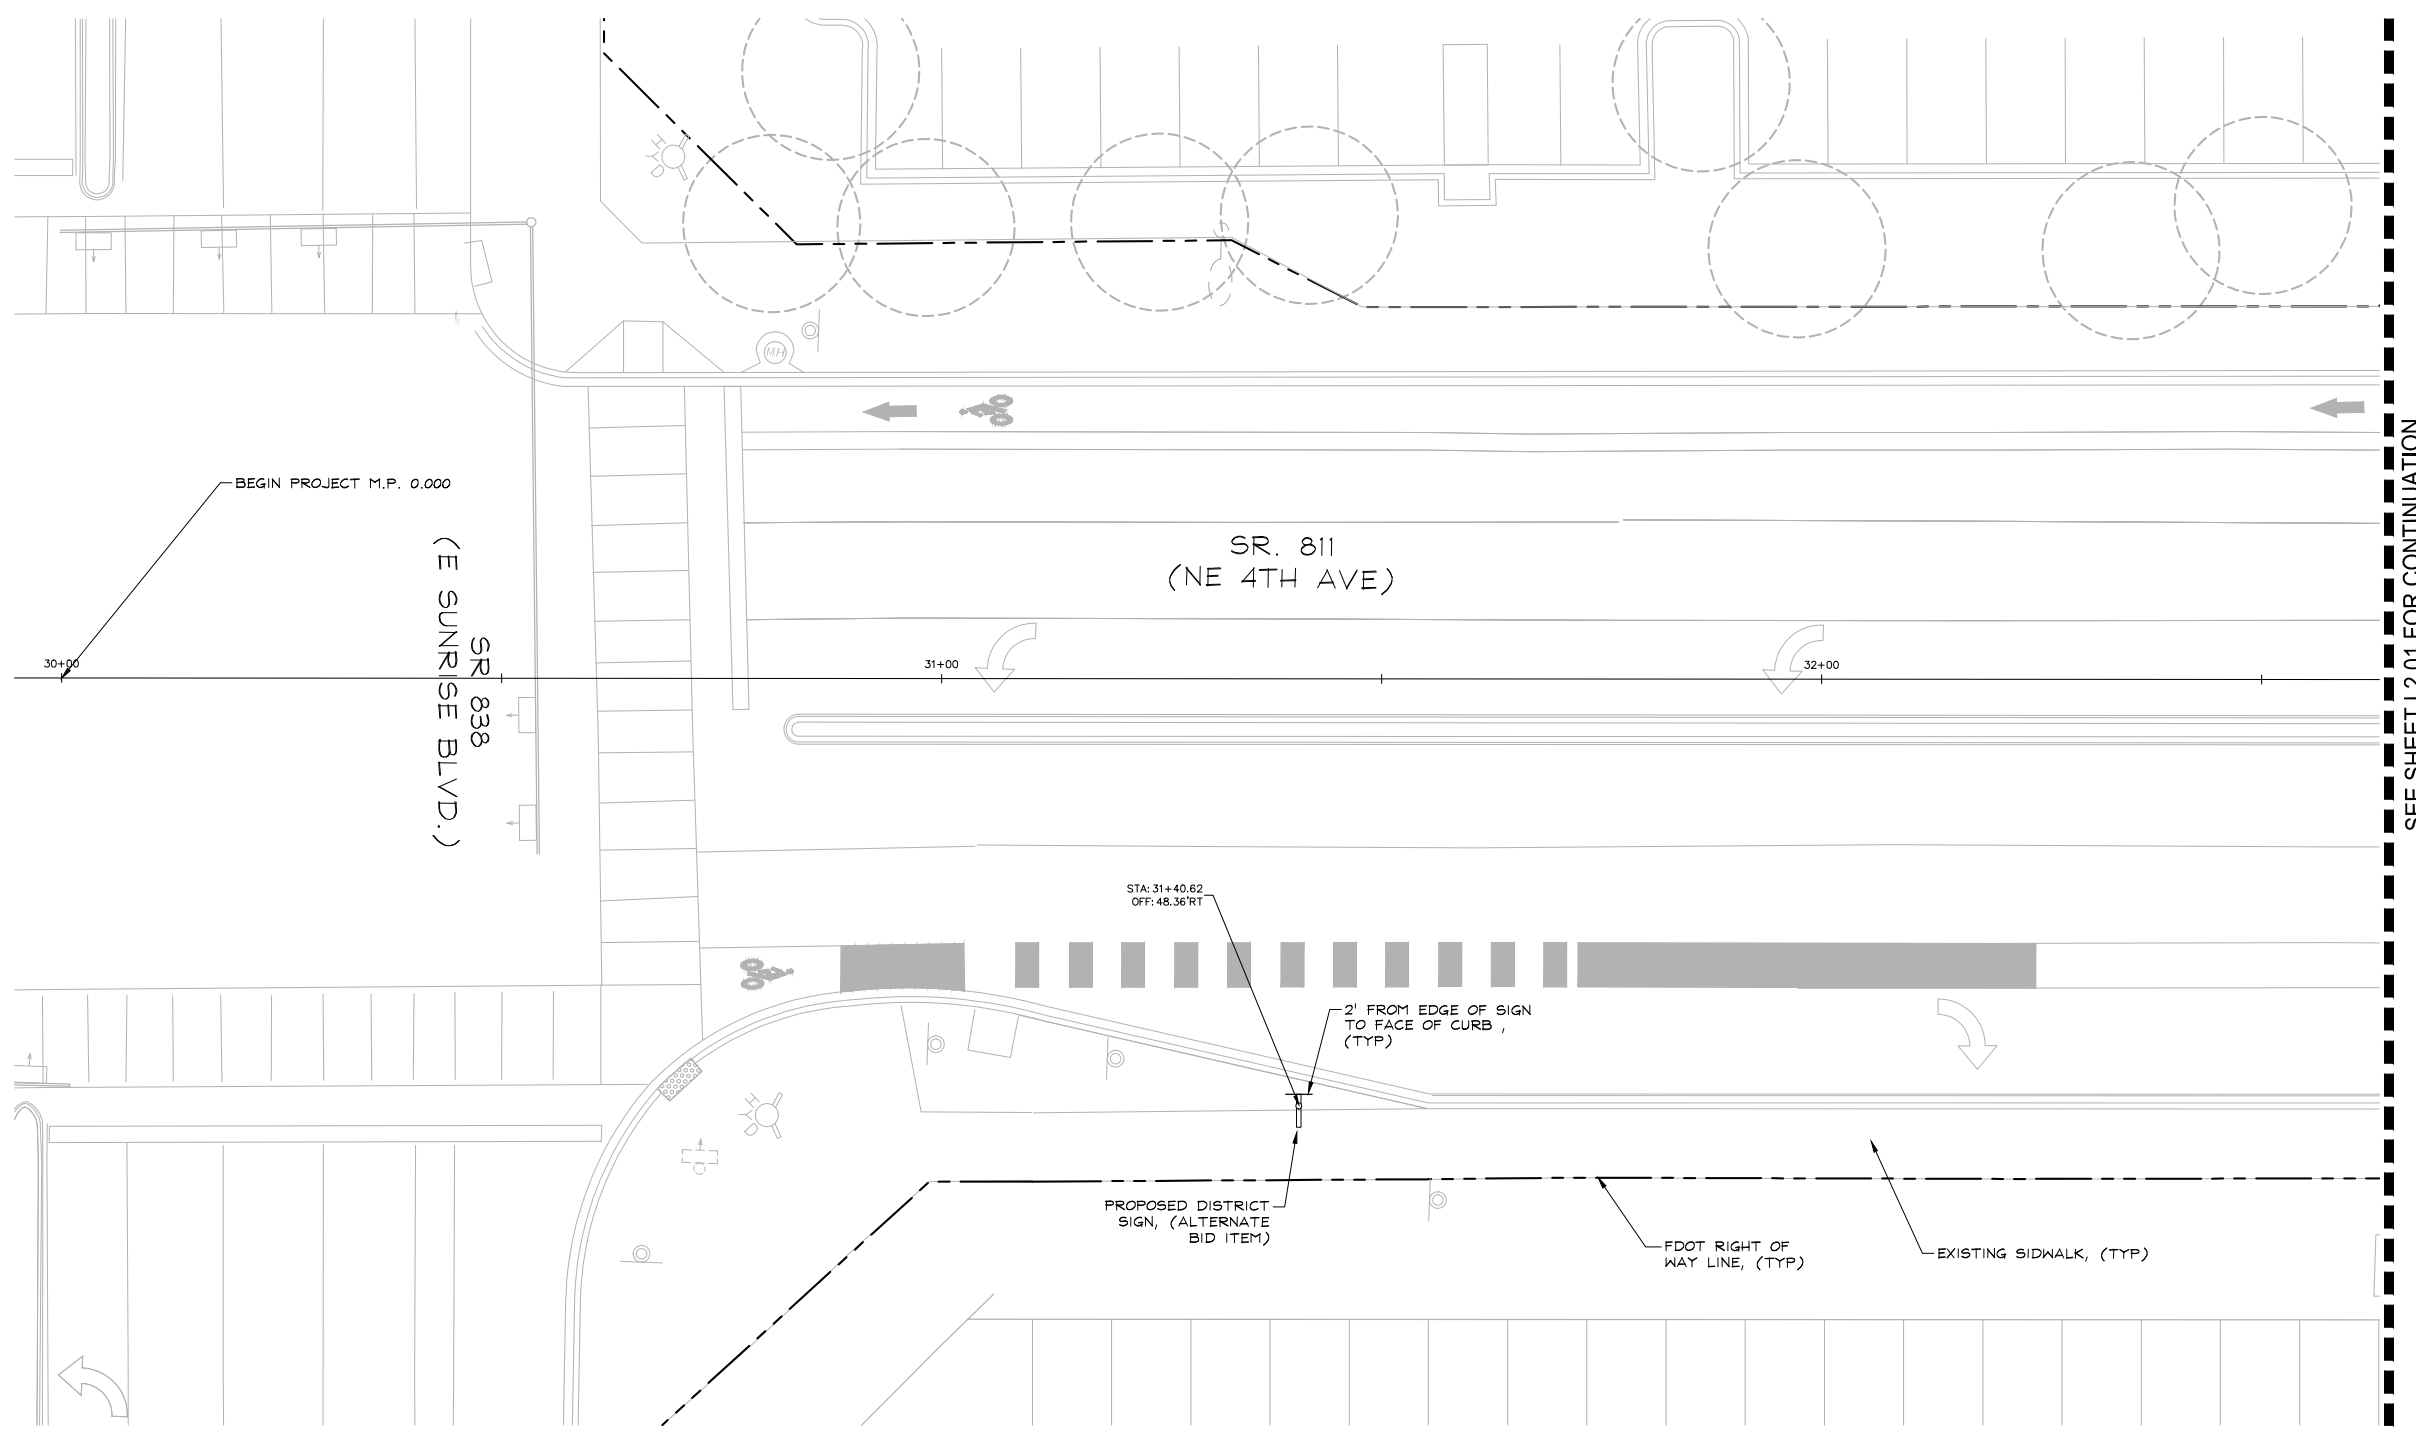 BEGIN PROJECT M.P. 0.000
SR. 811
(NE 4TH AVE)
SR 838
(E SUNRISE BLVD.)
30+00
31+00
32+00
MH
HYD
HYD
STA: 31+40.62
OFF: 48.36'RT
2' FROM EDGE OF SIGN
TO FACE OF CURB ,
(TYP)
PROPOSED DISTRICT
SIGN, (ALTERNATE
BID ITEM)
FDOT RIGHT OF
WAY LINE, (TYP)
EXISTING SIDWALK, (TYP)
SEE SHEET L2.01 FOR CONTINUATION